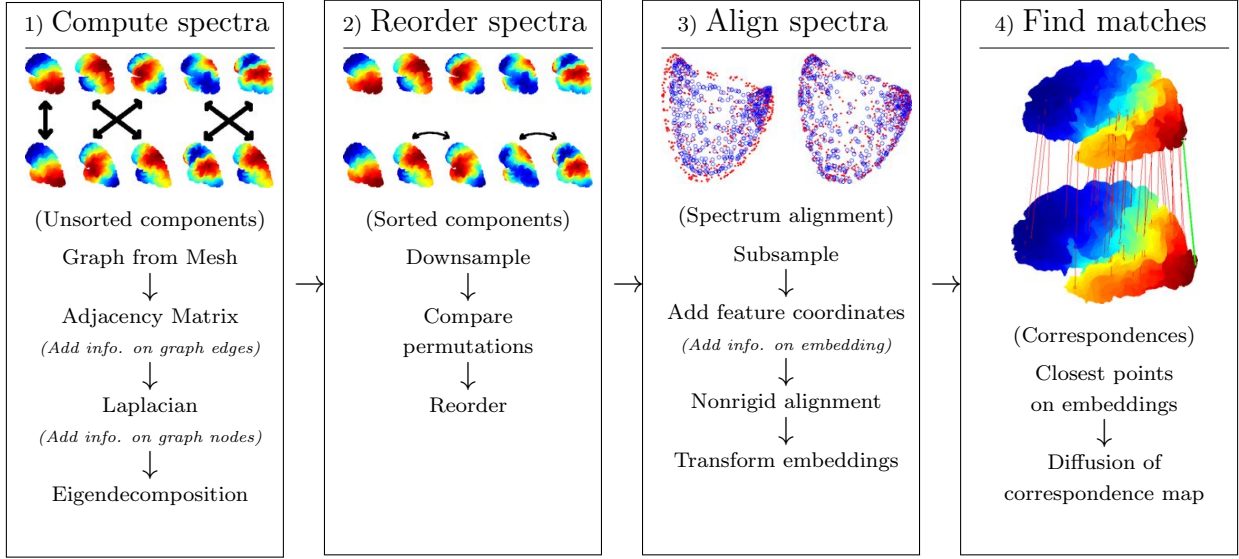 1) Compute spectra
(Unsorted components)
Graph from Mesh
Adjacency Matrix
(Add info. on graph edges)
Laplacian
(Add info. on graph nodes)
Eigendecomposition
2) Reorder spectra
(Sorted components)
Downsample
Compare
permutations
Reorder
3) Align spectra
(Spectrum alignment)
Subsample
Add feature coordinates
(Add info. on embedding)
Nonrigid alignment
Transform embeddings
4) Find matches
(Correspondences)
Closest points
on embeddings
Diffusion of
correspondence map